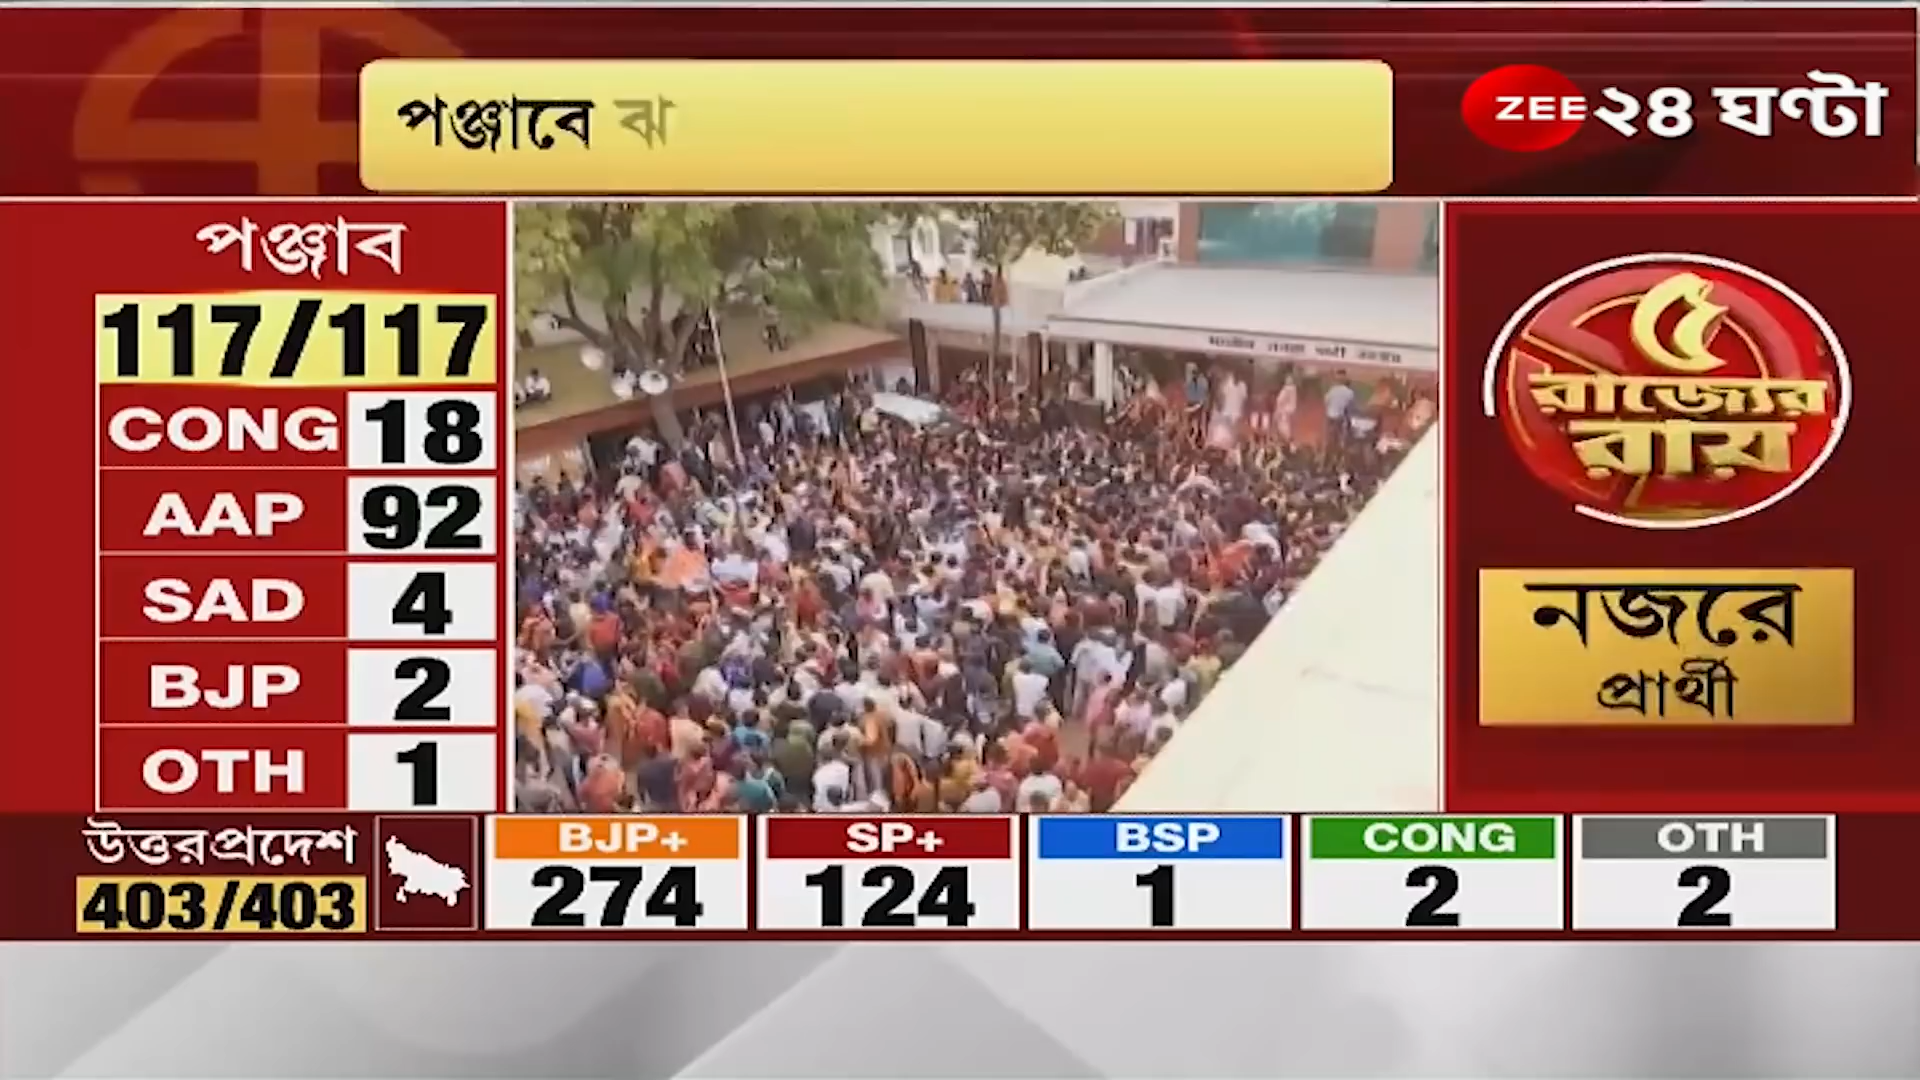 পঞ্জাবে ঝ
ZEE ২৪ ঘণ্টা
পঞ্জাব
117/117
CONG 18
AAP 92
SAD 4
BJP 2
OTH 1
৫
রাজ্যের
রায়
নজরে
প্রার্থী
উত্তরপ্রদেশ
403/403
BJP+ SP+ BSP CONG OTH
274 124 1 2 2